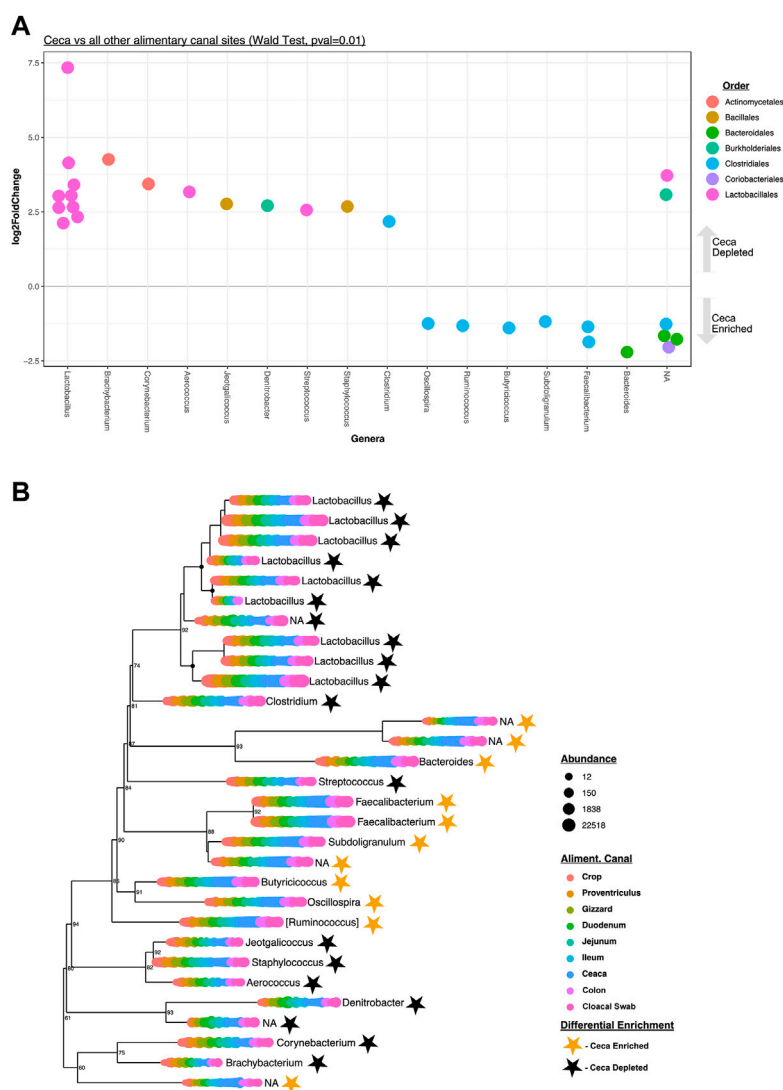 A
Ceca vs all other alimentary canal sites (Wald Test, pval=0.01)
7.5
5.0
2.5
0.0
−2.5
log2FoldChange
Lactobacillus
Brachybacterium
Corynebacterium
Aerococcus
Jeotgalicoccus
Denitrobacter
Streptococcus
Staphylococcus
Clostridium
Oscillospira
Ruminococcus
Butyricicoccus
Subdoligranulum
Faecalibacterium
Bacteroides
NA
Genera
Order
Actinomycetales
Bacillales
Bacteroidales
Burkholderiales
Clostridiales
Coriobacteriales
Lactobacillales
Ceca
Depleted
Ceca
Enriched
B
Lactobacillus
Lactobacillus
Lactobacillus
Lactobacillus
Lactobacillus
Lactobacillus
NA
92
Lactobacillus
Lactobacillus
74
Lactobacillus
Clostridium
81
NA
87
NA
93
Bacteroides
Streptococcus
84
Faecalibacterium
92
Faecalibacterium
88
Subdoligranulum
90
NA
Butyricicoccus
91
Oscillospira
94
[Ruminococcus]
Jeotgalicoccus
92
Staphylococcus
82
Aerococcus
93
Denitrobacter
61
NA
Corynebacterium
75
Brachybacterium
60
NA
Abundance
12
150
1838
22518
Aliment. Canal
Crop
Proventriculus
Gizzard
Duodenum
Jejunum
Ileum
Ceaca
Colon
Cloacal Swab
Differential Enrichment
- Ceca Enriched
- Ceca Depleted